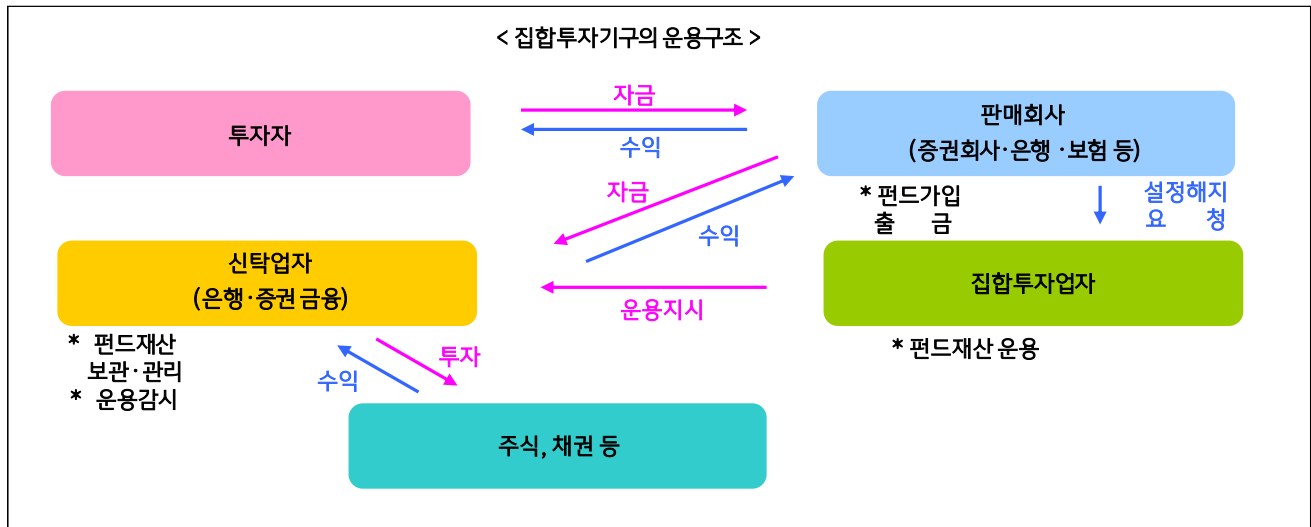 < 집합투자기구의 운용구조 >
투자자
자금
수익
판매회사
(증권회사·은행 ·보험 등)
자금
수익
* 펀드가입
출 금
설정해지
요 청
신탁업자
(은행·증권 금융)
운용지시
집합투자업자
* 펀드재산
보관·관리
* 운용감시
수익
투자
* 펀드재산 운용
주식, 채권 등